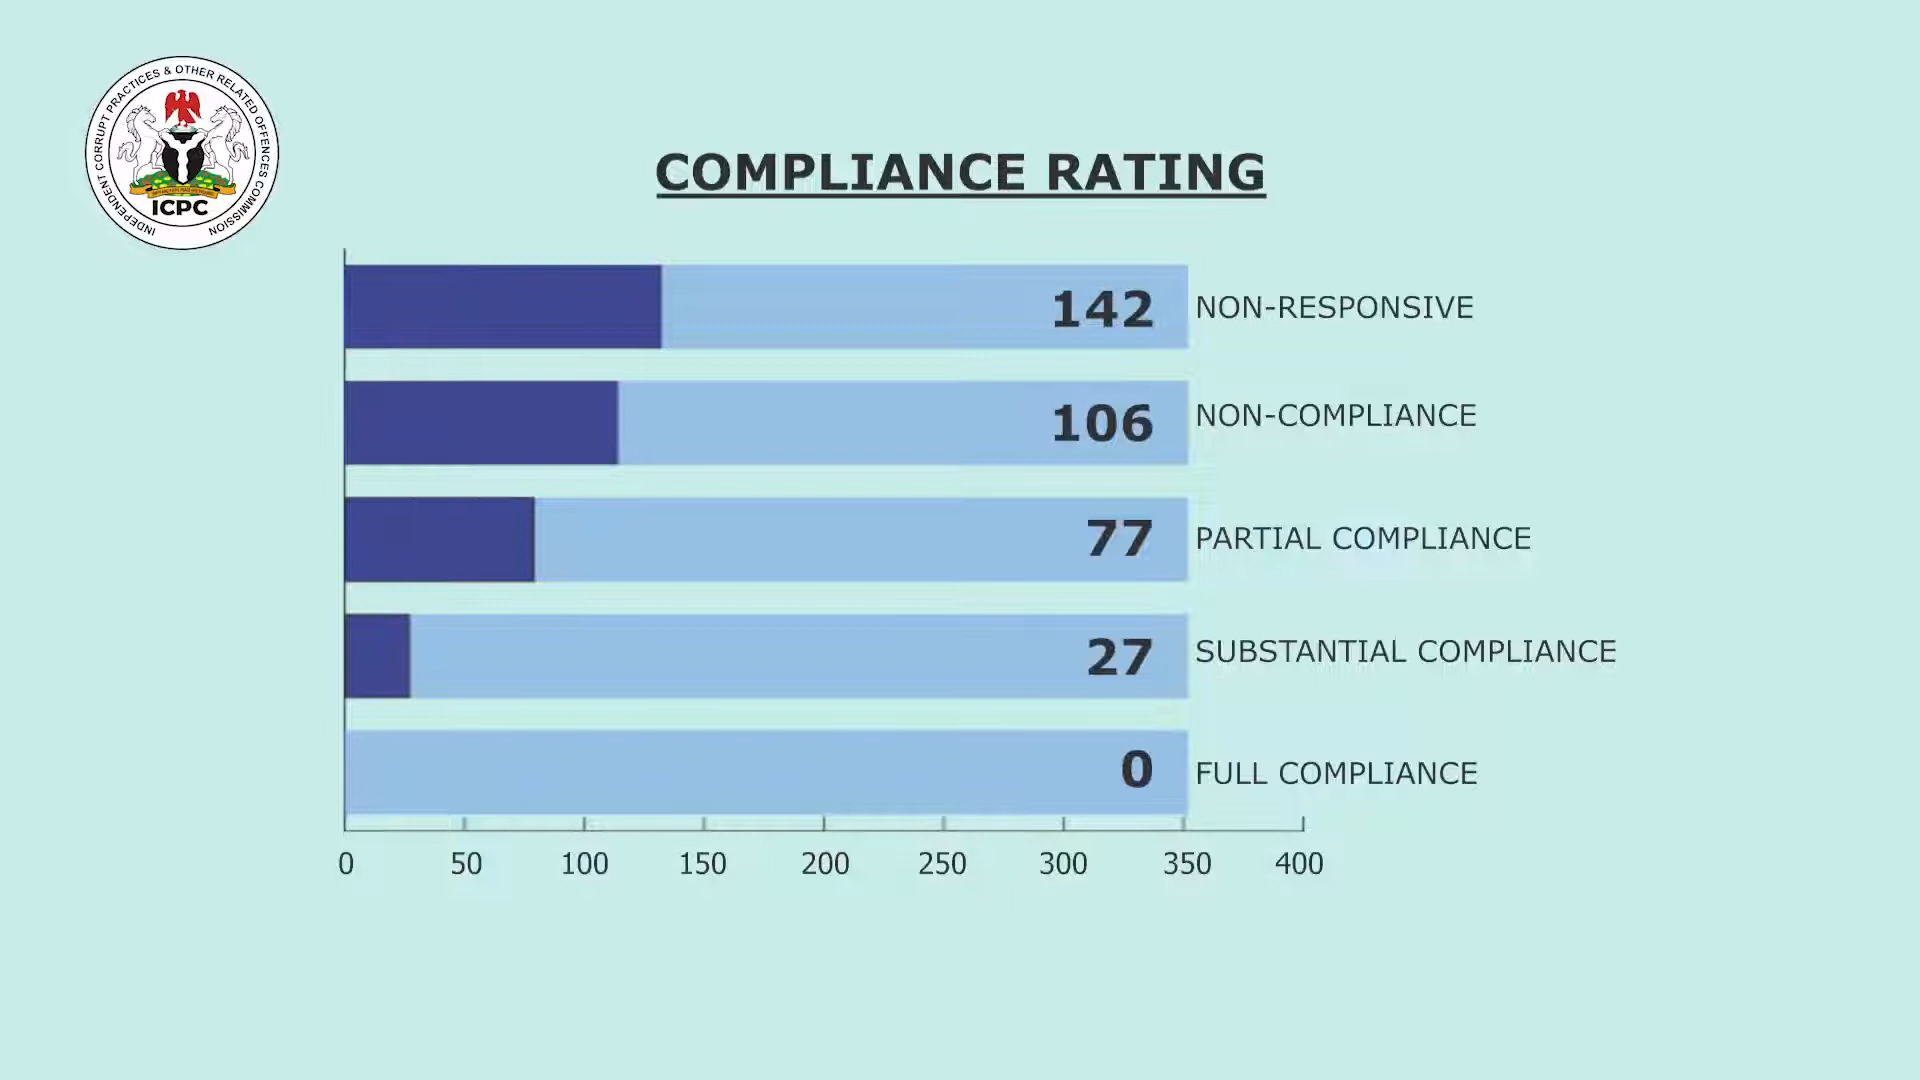 INDEPENDENT CORRUPT PRACTICES & OTHER RELATED OFFENCES COMMISSION
ICPC
COMPLIANCE RATING
142 NON-RESPONSIVE
106 NON-COMPLIANCE
77 PARTIAL COMPLIANCE
27 SUBSTANTIAL COMPLIANCE
0 FULL COMPLIANCE
0 50 100 150 200 250 300 350 400